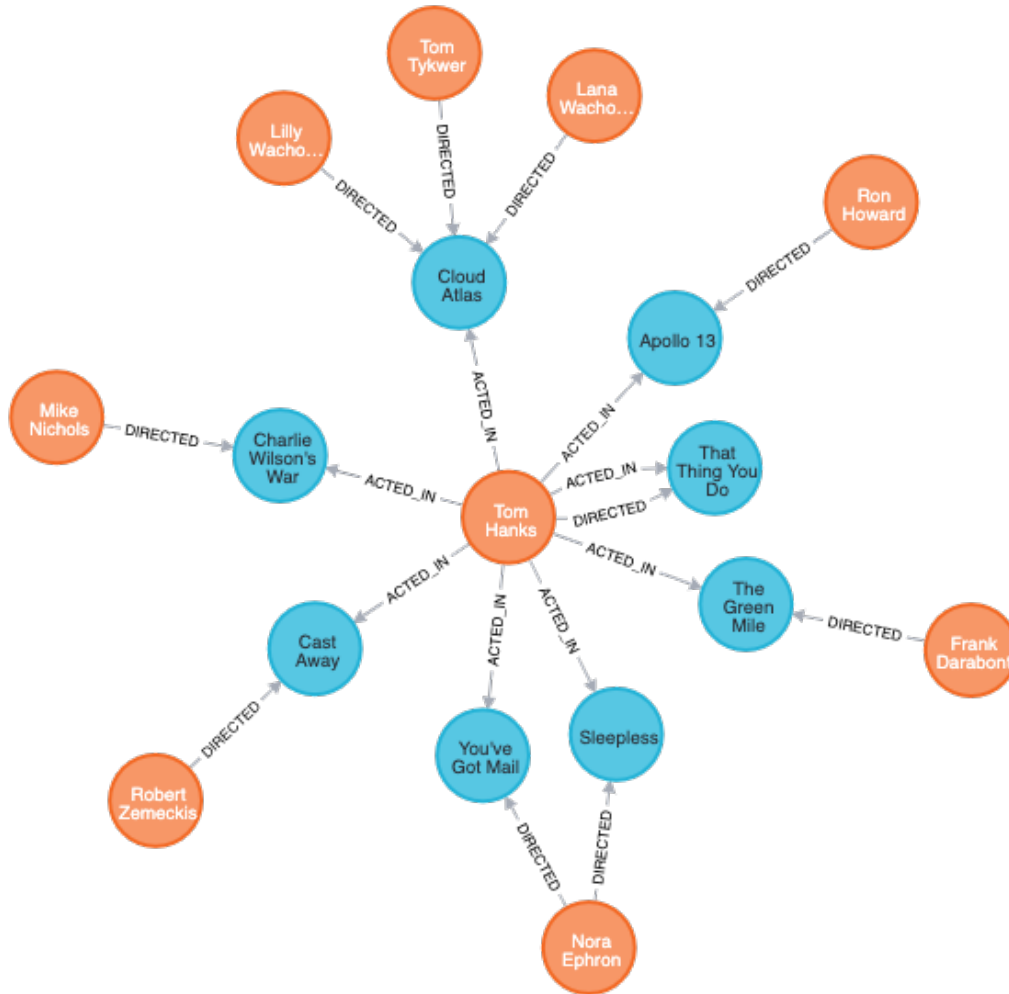 Tom
Tykwer
Lana
Wacho...
Lilly
Wacho...
DIRECTED
DIRECTED
DIRECTED
Ron
Howard
DIRECTED
Cloud
Atlas
Apollo 13
ACTED_IN
ACTED_IN
Mike
Nichols
DIRECTED
Charlie
Wilson's
War
ACTED_IN
That
Thing You
Do
ACTED_IN
DIRECTED
Tom
Hanks
ACTED_IN
The
Green
Mile
DIRECTED
Frank
Darabont
ACTED_IN
Cast
Away
ACTED_IN
ACTED_IN
DIRECTED
Robert
Zemeckis
You've
Got Mail
Sleepless
DIRECTED
DIRECTED
Nora
Ephron